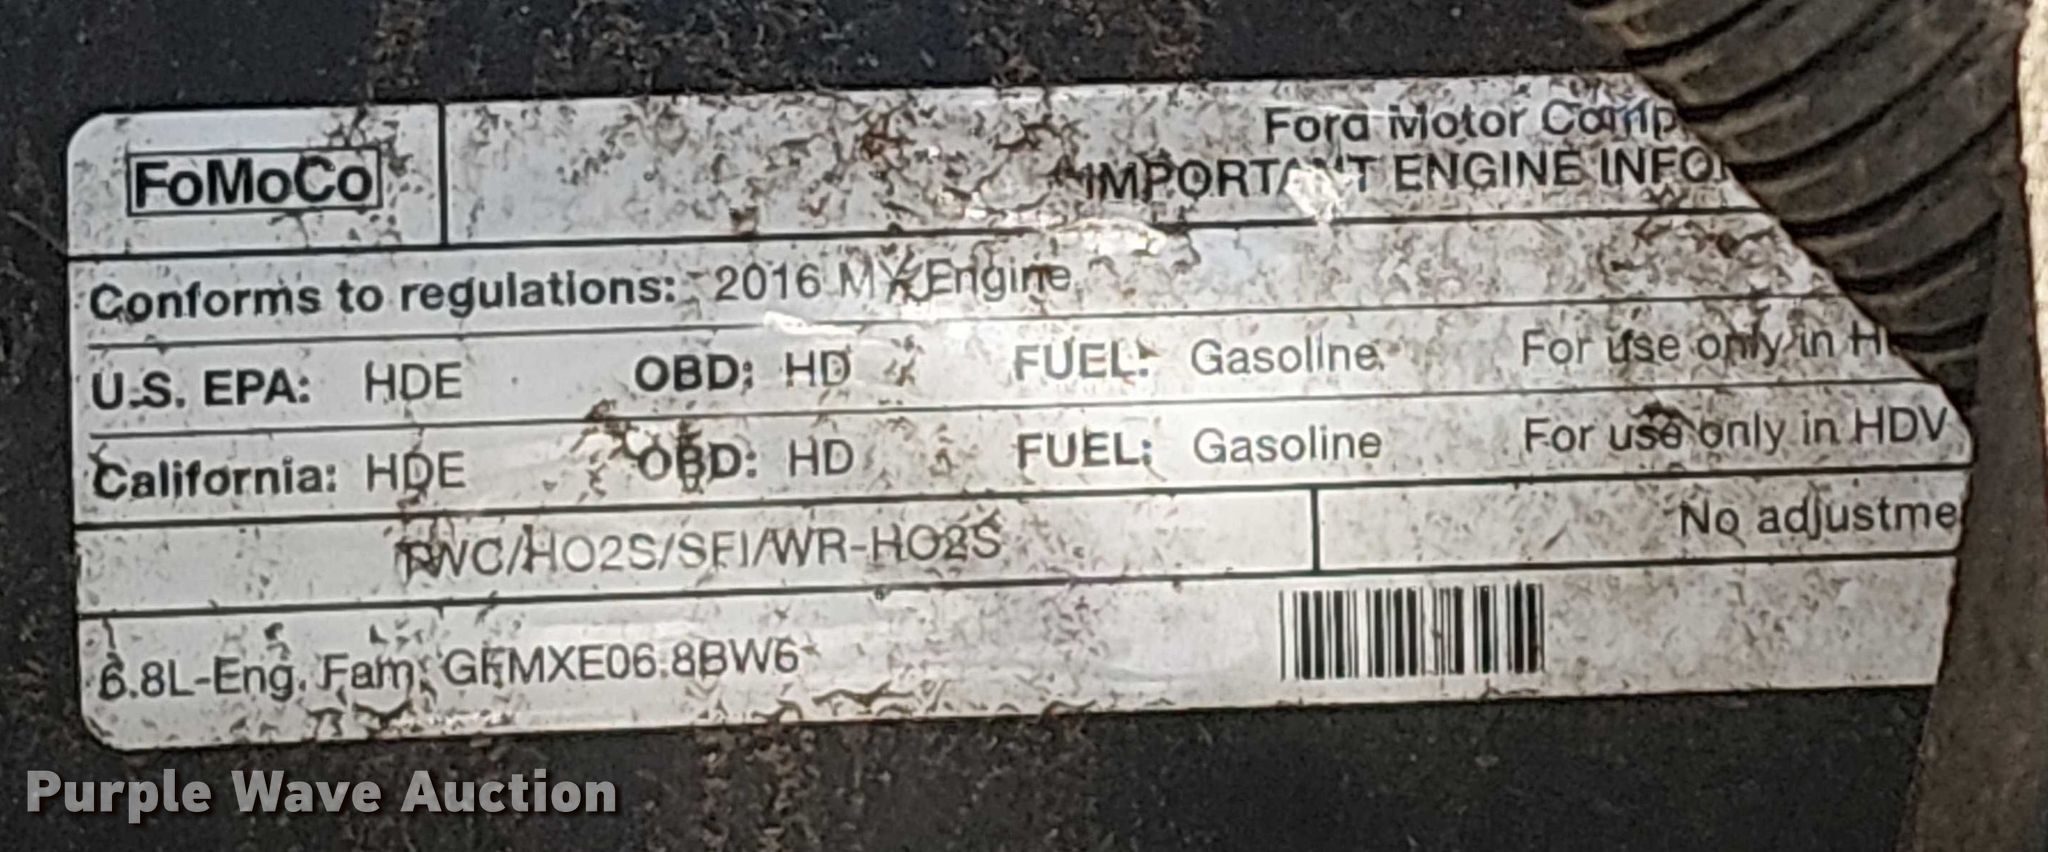 FoMoCo
Ford Motor Comp
IMPORTANT ENGINE INFO
Conforms to regulations: 2016 MY Engine
U.S. EPA: HDE OBD: HD FUEL: Gasoline For use only in H
California: HDE OBD: HD FUEL: Gasoline For use only in HDV
TWC/HO2S/SFI/WR-HO2S No adjustme
6.8L-Eng. Fam: GFMXE06.8BW6
Purple Wave Auction